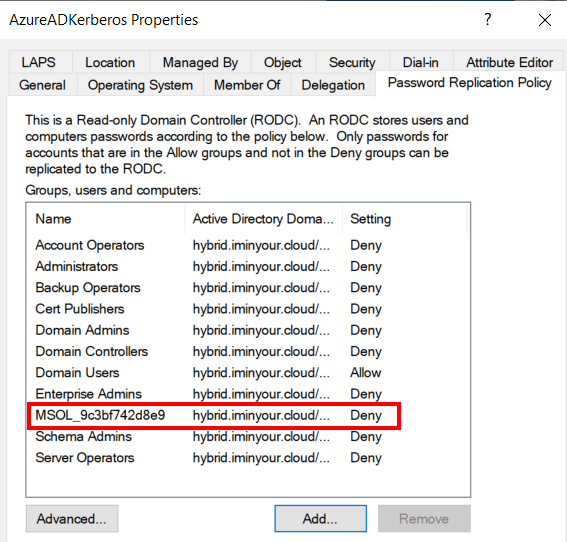 AzureADKerberos Properties
? ×
LAPS Location Managed By Object Security Dial-in Attribute Editor
General Operating System Member Of Delegation Password Replication Policy
This is a Read-only Domain Controller (RODC). An RODC stores users and
computers passwords according to the policy below. Only passwords for
accounts that are in the Allow groups and not in the Deny groups can be
replicated to the RODC.
Groups, users and computers:
Name Active Directory Doma... Setting
Account Operators hybrid.iminyour.cloud/... Deny
Administrators hybrid.iminyour.cloud/... Deny
Backup Operators hybrid.iminyour.cloud/... Deny
Cert Publishers hybrid.iminyour.cloud/... Deny
Domain Admins hybrid.iminyour.cloud/... Deny
Domain Controllers hybrid.iminyour.cloud/... Deny
Domain Users hybrid.iminyour.cloud/... Allow
Enterprise Admins hybrid.iminyour.cloud/... Deny
MSOL_9c3bf742d8e9 hybrid.iminyour.cloud/... Deny
Schema Admins hybrid.iminyour.cloud/... Deny
Server Operators hybrid.iminyour.cloud/... Deny
Advanced... Add... Remove